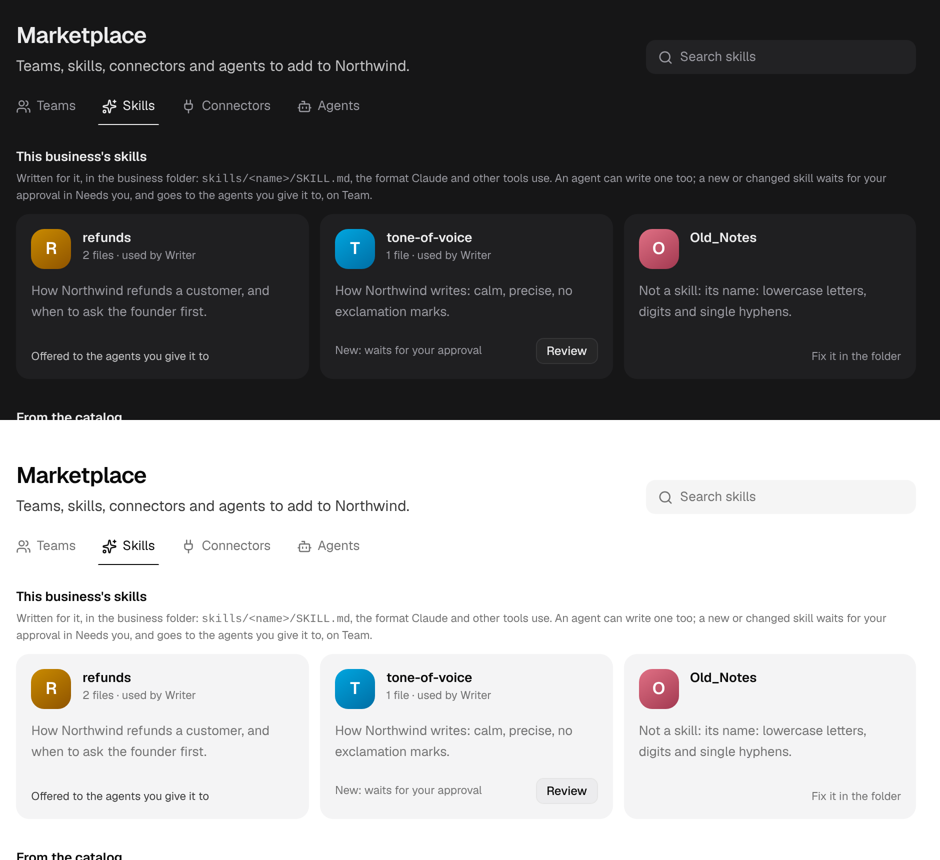 Marketplace
Teams, skills, connectors and agents to add to Northwind.
Search skills
Teams Skills Connectors Agents
This business's skills
Written for it, in the business folder: skills/<name>/SKILL.md, the format Claude and other tools use. An agent can write one too; a new or changed skill waits for your
approval in Needs you, and goes to the agents you give it to, on Team.
R
refunds
2 files · used by Writer
How Northwind refunds a customer, and
when to ask the founder first.
Offered to the agents you give it to
T
tone-of-voice
1 file · used by Writer
How Northwind writes: calm, precise, no
exclamation marks.
New: waits for your approval
Review
O
Old_Notes
Not a skill: its name: lowercase letters,
digits and single hyphens.
Fix it in the folder
From the catalog
Marketplace
Teams, skills, connectors and agents to add to Northwind.
Search skills
Teams Skills Connectors Agents
This business's skills
Written for it, in the business folder: skills/<name>/SKILL.md, the format Claude and other tools use. An agent can write one too; a new or changed skill waits for your
approval in Needs you, and goes to the agents you give it to, on Team.
R
refunds
2 files · used by Writer
How Northwind refunds a customer, and
when to ask the founder first.
Offered to the agents you give it to
T
tone-of-voice
1 file · used by Writer
How Northwind writes: calm, precise, no
exclamation marks.
New: waits for your approval
Review
O
Old_Notes
Not a skill: its name: lowercase letters,
digits and single hyphens.
Fix it in the folder
From the catalog